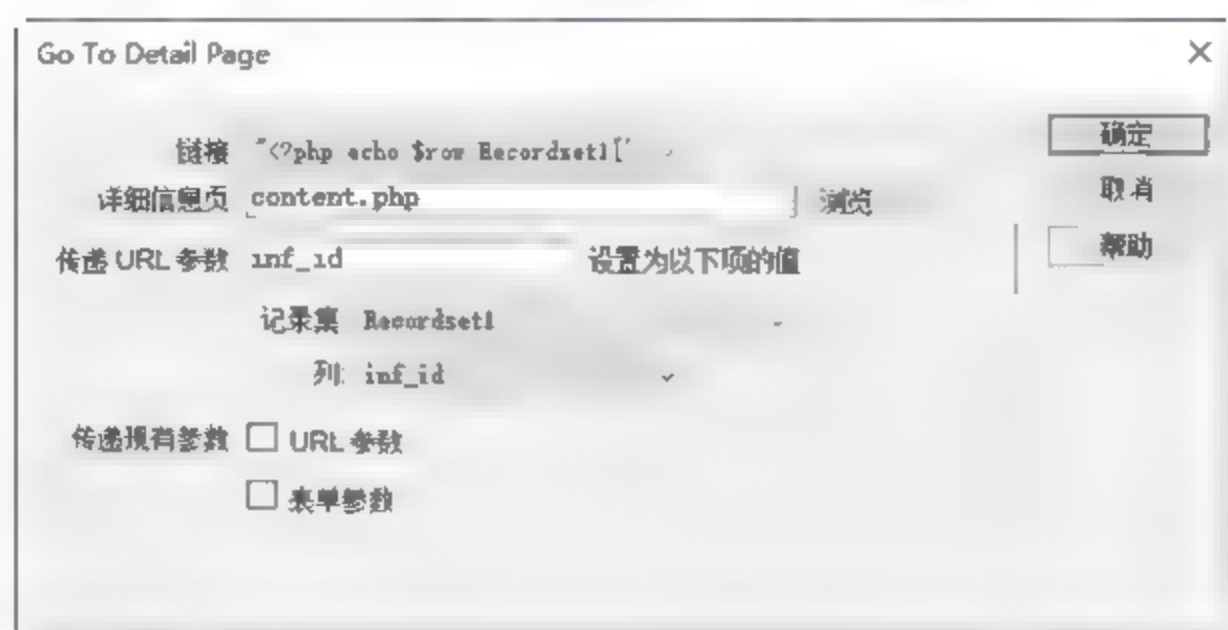 Go To Detail Page
链接 "<?php echo $row Recordset1['
确定
详细信息页 content.php 浏览
取消
传递 URL 参数 inf_id 设置为以下项的值
帮助
记录集 Recordset1
列: inf_id
传递现有参数 URL 参数
表单参数